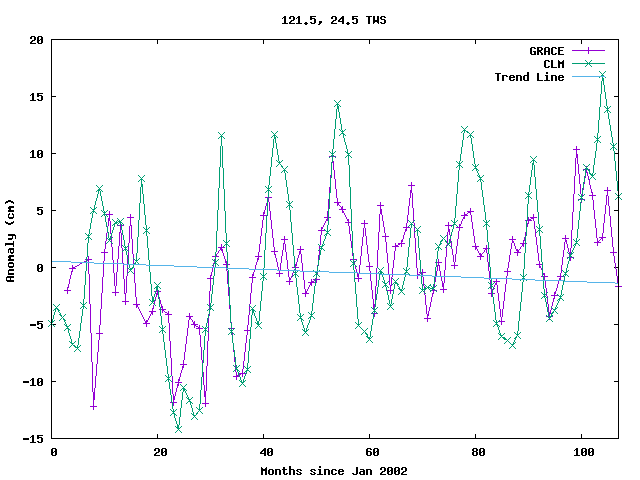 121.5, 24.5 TWS
GRACE
CLM
Trend Line
20
15
10
5
0
-5
-10
-15
Anomaly (cm)
0 20 40 60 80 100
Months since Jan 2002